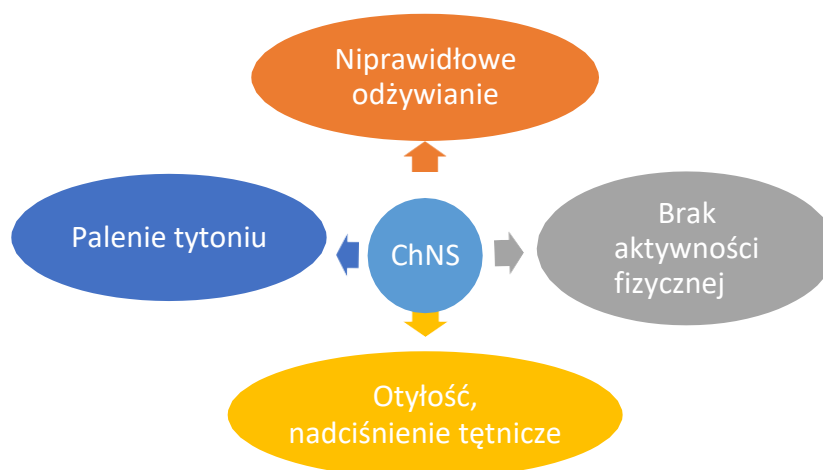 Niprawidłowe
odżywianie
Palenie tytoniu
ChNS
Brak
aktywności
fizycznej
Otyłość,
nadciśnienie tętnicze